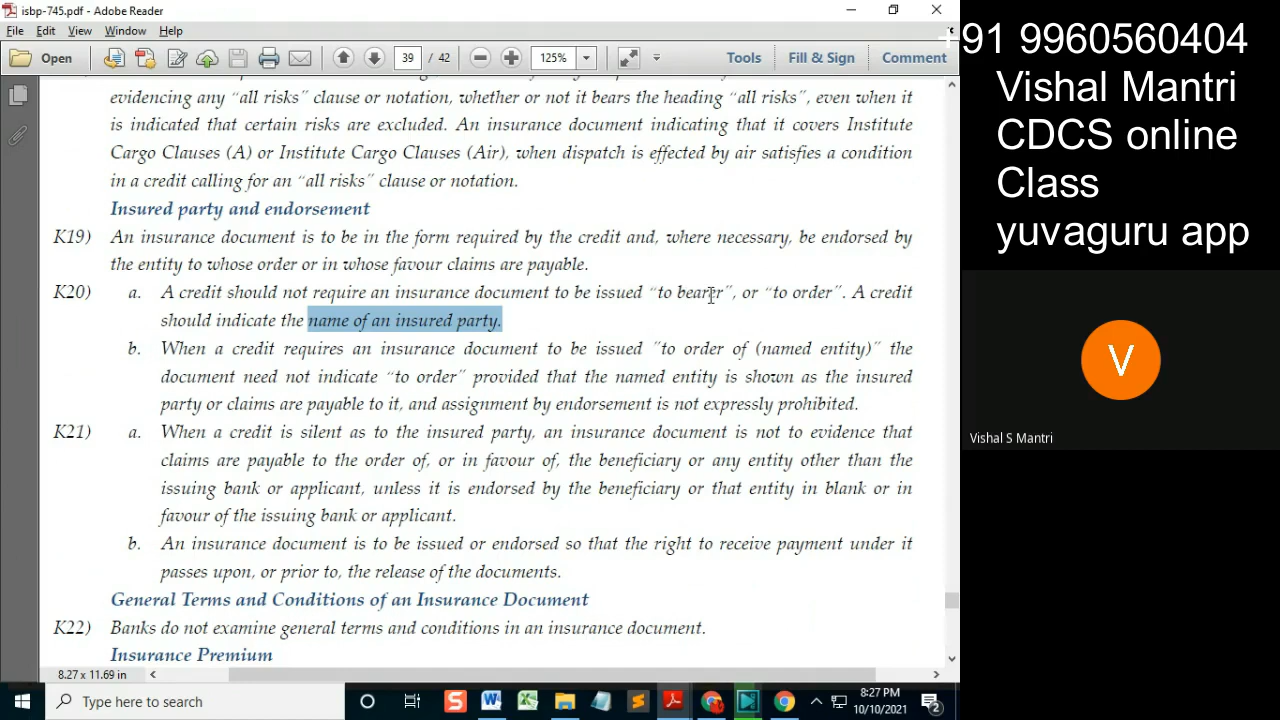 isbp-745.pdf - Adobe Reader
File Edit View Window Help
Open 39 / 42 125% Tools Fill & Sign Comment
evidencing any “all risks” clause or notation, whether or not it bears the heading “all risks”, even when it
is indicated that certain risks are excluded. An insurance document indicating that it covers Institute
Cargo Clauses (A) or Institute Cargo Clauses (Air), when dispatch is effected by air satisfies a condition
in a credit calling for an “all risks” clause or notation.
Insured party and endorsement
K19) An insurance document is to be in the form required by the credit and, where necessary, be endorsed by
the entity to whose order or in whose favour claims are payable.
K20) a. A credit should not require an insurance document to be issued “to bearer”, or “to order”. A credit
should indicate the name of an insured party.
b. When a credit requires an insurance document to be issued "to order of (named entity)" the
document need not indicate “to order” provided that the named entity is shown as the insured
party or claims are payable to it, and assignment by endorsement is not expressly prohibited.
K21) a. When a credit is silent as to the insured party, an insurance document is not to evidence that
claims are payable to the order of, or in favour of, the beneficiary or any entity other than the
issuing bank or applicant, unless it is endorsed by the beneficiary or that entity in blank or in
favour of the issuing bank or applicant.
b. An insurance document is to be issued or endorsed so that the right to receive payment under it
passes upon, or prior to, the release of the documents.
General Terms and Conditions of an Insurance Document
K22) Banks do not examine general terms and conditions in an insurance document.
Insurance Premium
8.27 x 11.69 in
Type here to search
8:27 PM
10/10/2021
2
+91 9960560404
Vishal Mantri
CDCS online
Class
yuvaguru app
V
Vishal S Mantri